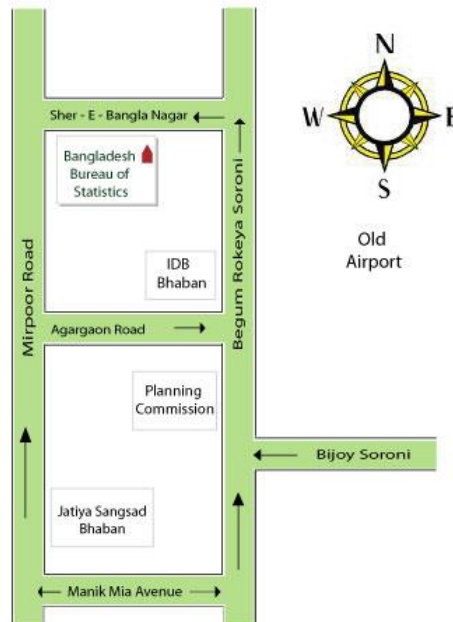 N
W
E
S
Sher - E - Bangla Nagar
Bangladesh
Bureau of
Statistics
Old
Airport
IDB
Bhaban
Begum Rokeya Soroni
Mirpoor Road
Agargaon Road
Planning
Commission
Bijoy Soroni
Jatiya Sangsad
Bhaban
Manik Mia Avenue